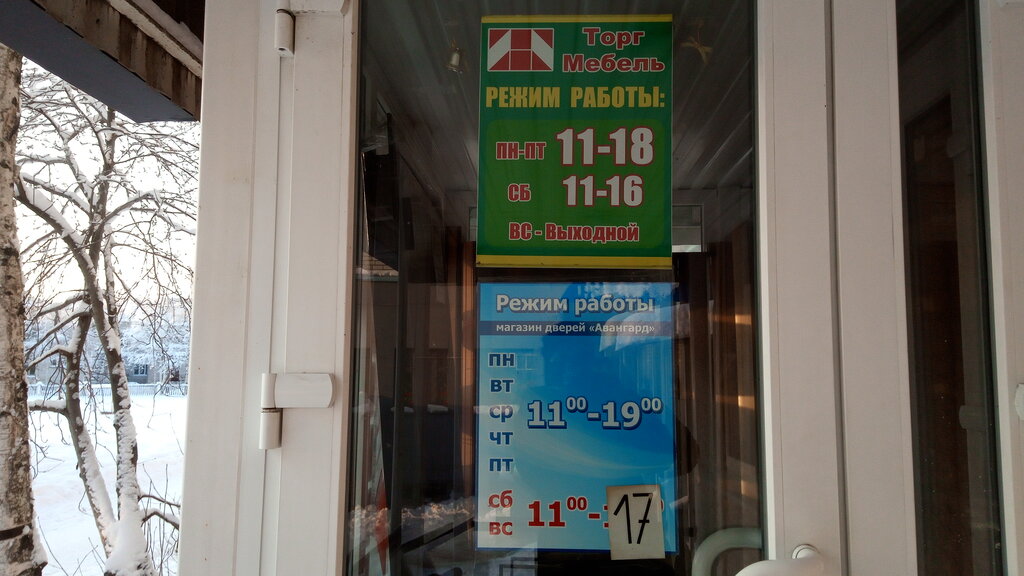 Торг
Мебель
РЕЖИМ РАБОТЫ:
ПН-ПТ 11-18
СБ 11-16
ВС - Выходной
Режим работы
магазин дверей «Авангард»
пн
вт
ср 11⁰⁰-19⁰⁰
чт
пт
сб
вс 11⁰⁰- 17